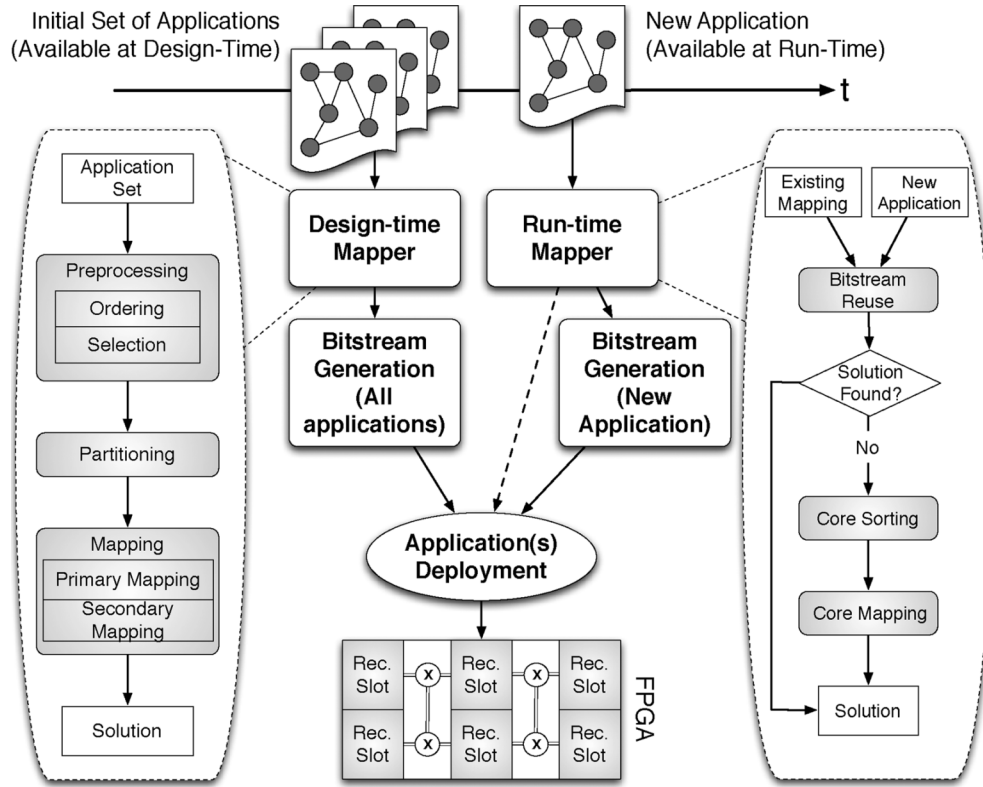 Initial Set of Applications
(Available at Design-Time)
New Application
(Available at Run-Time)
t
Application
Set
Preprocessing
Ordering
Selection
Partitioning
Mapping
Primary Mapping
Secondary
Mapping
Solution
Design-time
Mapper
Run-time
Mapper
Bitstream
Generation
(All
applications)
Bitstream
Generation
(New
Application)
Application(s)
Deployment
Rec.
Slot
X
Rec.
Slot
X
Rec.
Slot
Rec.
Slot
X
Rec.
Slot
X
Rec.
Slot
FPGA
Existing
Mapping
New
Application
Bitstream
Reuse
Solution
Found?
No
Core Sorting
Core Mapping
Solution